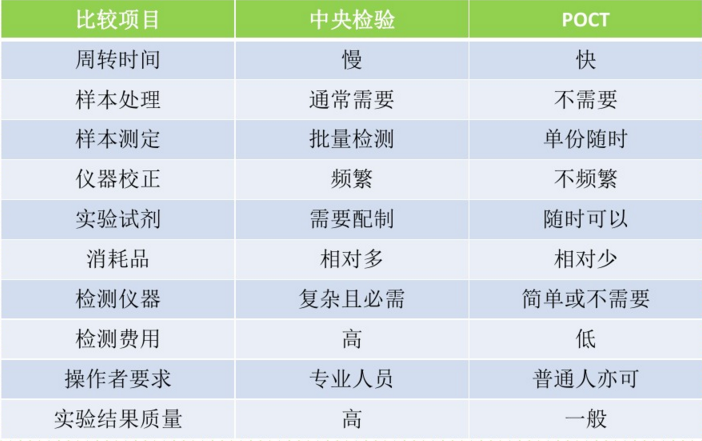 比较项目 中央检验 POCT
周转时间 慢 快
样本处理 通常需要 不需要
样本测定 批量检测 单份随时
仪器校正 频繁 不频繁
实验试剂 需要配制 随时可以
消耗品 相对多 相对少
检测仪器 复杂且必需 简单或不需要
检测费用 高 低
操作者要求 专业人员 普通人亦可
实验结果质量 高 一般